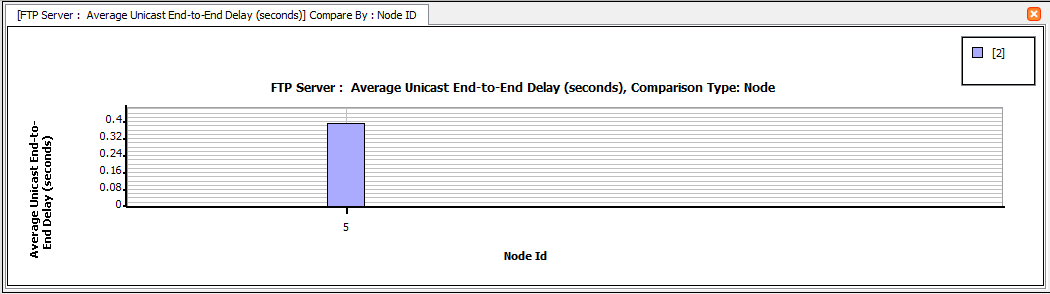 [FTP Server :  Average Unicast End-to-End Delay (seconds)] Compare By : Node ID
[2]
FTP Server :  Average Unicast End-to-End Delay (seconds), Comparison Type: Node
Average Unicast End-to-
End Delay (seconds)
0.4
0.32
0.24
0.16
0.08
0
5
Node Id